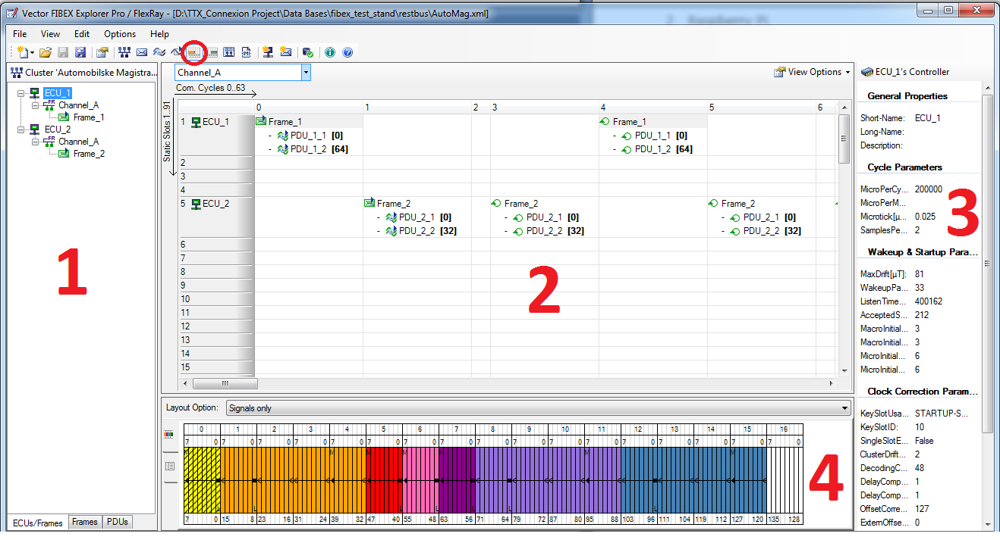 Vector FIBEX Explorer Pro / FlexRay - [D:\TTX_Connexion Project\Data Bases\fibex_test_stand\restbus\AutoMag.xml]
File View Edit Options Help
Cluster 'Automobilske Magistra...
ECU_1
Channel_A
Frame_1
ECU_2
Channel_A
Frame_2
1
ECUs/Frames Frames PDUs
Channel_A
View Options
Com. Cycles 0..63
Static Slots 1..91
0 1 2 3 4 5 6
1 ECU_1 Frame_1 Frame_1
- PDU_1_1 [0] - PDU_1_1 [0]
- PDU_1_2 [64] - PDU_1_2 [64]
2
3
4
5 ECU_2 Frame_2 Frame_2 Frame_2
- PDU_2_1 [0] - PDU_2_1 [0] - PDU_2_1 [0]
- PDU_2_2 [32] - PDU_2_2 [32] - PDU_2_2 [32]
6
7
8
9
10
11
12
13
14
15
2
Layout Option: Signals only
0 1 2 3 4 5 6 7 8 9 10 11 12 13 14 15 16
7 0 7 0 7 0 7 0 7 0 7 0 7 0 7 0 7 0 7 0 7 0 7 0 7 0 7 0 7 0 7 0 7 0
M M M M M M M
L L L L L L L
7 0 15 8 23 16 31 24 39 32 47 40 55 48 63 56 71 64 79 72 87 80 95 88 103 96 111 104 119 112 127 120 135 128
4
ECU_1's Controller
General Properties
Short-Name: ECU_1
Long-Name:
Description:
Cycle Parameters
MicroPerCy... 200000
MicroPerM...
Microtick[µ... 0.025
SamplesPe... 2
3
Wakeup & Startup Para...
MaxDrift[µT]: 81
WakeupPa... 33
ListenTime... 400162
AcceptedS... 212
MacroInitial... 3
MacroInitial... 3
MicroInitial... 6
MicroInitial... 6
Clock Correction Param...
KeySlotUsa... STARTUP-S...
KeySlotID: 10
SingleSlotE... False
ClusterDrift... 2
DecodingC... 48
DelayComp... 1
DelayComp... 1
OffsetCorre... 127
ExternOffse... 0